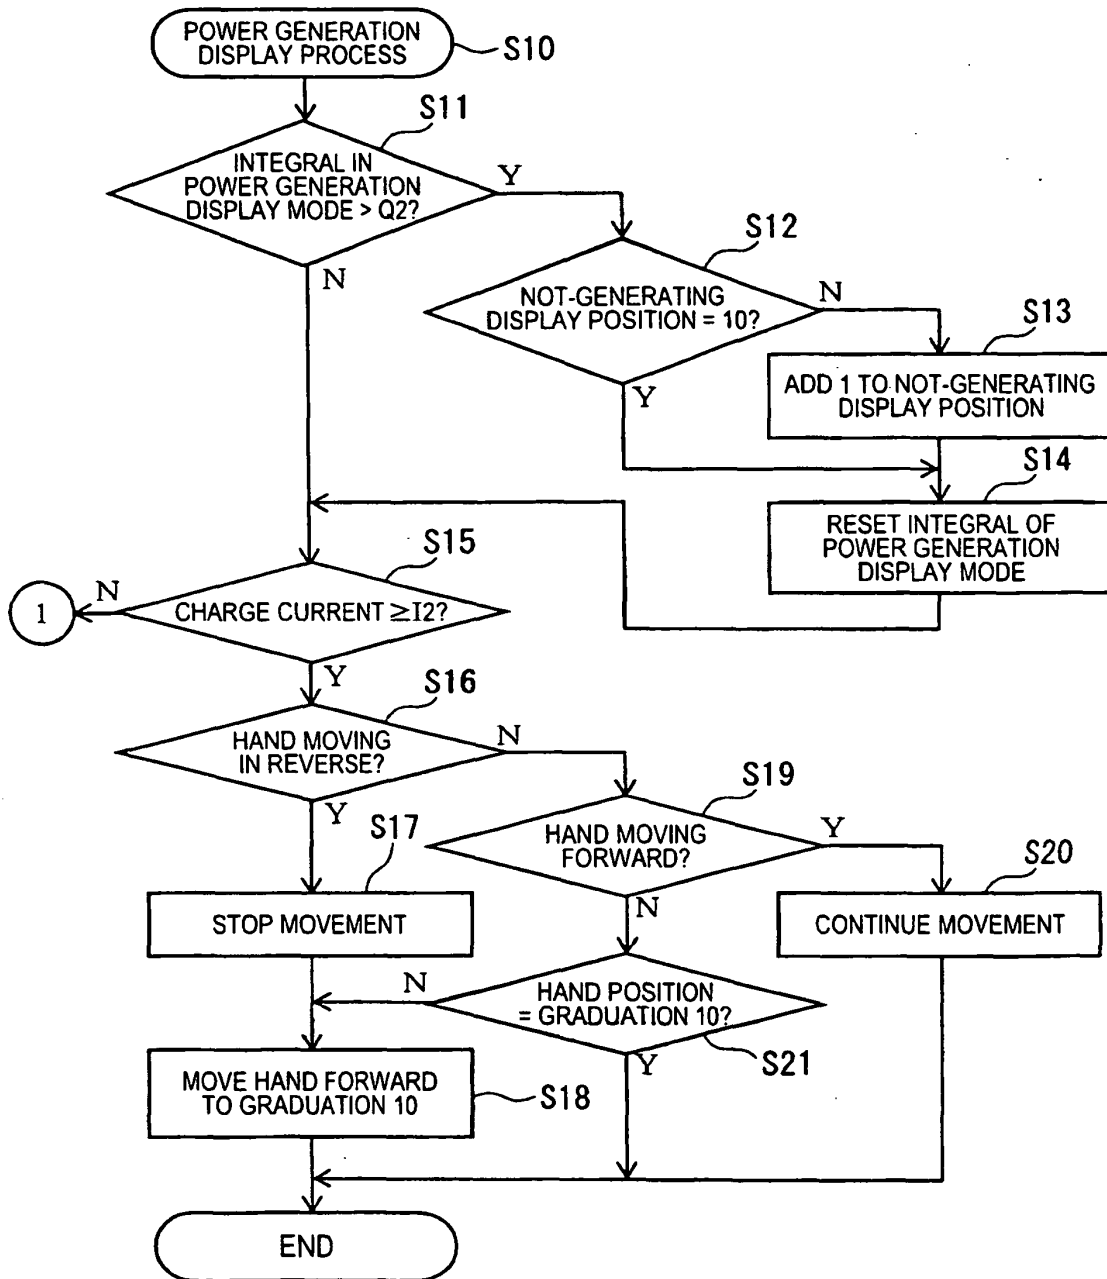 POWER GENERATION
DISPLAY PROCESS
S10
S11
INTEGRAL IN
POWER GENERATION
DISPLAY MODE > Q2?
Y
N
S12
NOT-GENERATING
DISPLAY POSITION = 10?
N
Y
S13
ADD 1 TO NOT-GENERATING
DISPLAY POSITION
S14
RESET INTEGRAL OF
POWER GENERATION
DISPLAY MODE
S15
CHARGE CURRENT ≥I2?
N
1
Y
S16
HAND MOVING
IN REVERSE?
N
Y
S17
STOP MOVEMENT
S19
HAND MOVING
FORWARD?
Y
N
S20
CONTINUE MOVEMENT
HAND POSITION
= GRADUATION 10?
N
Y
S21
MOVE HAND FORWARD
TO GRADUATION 10
S18
END